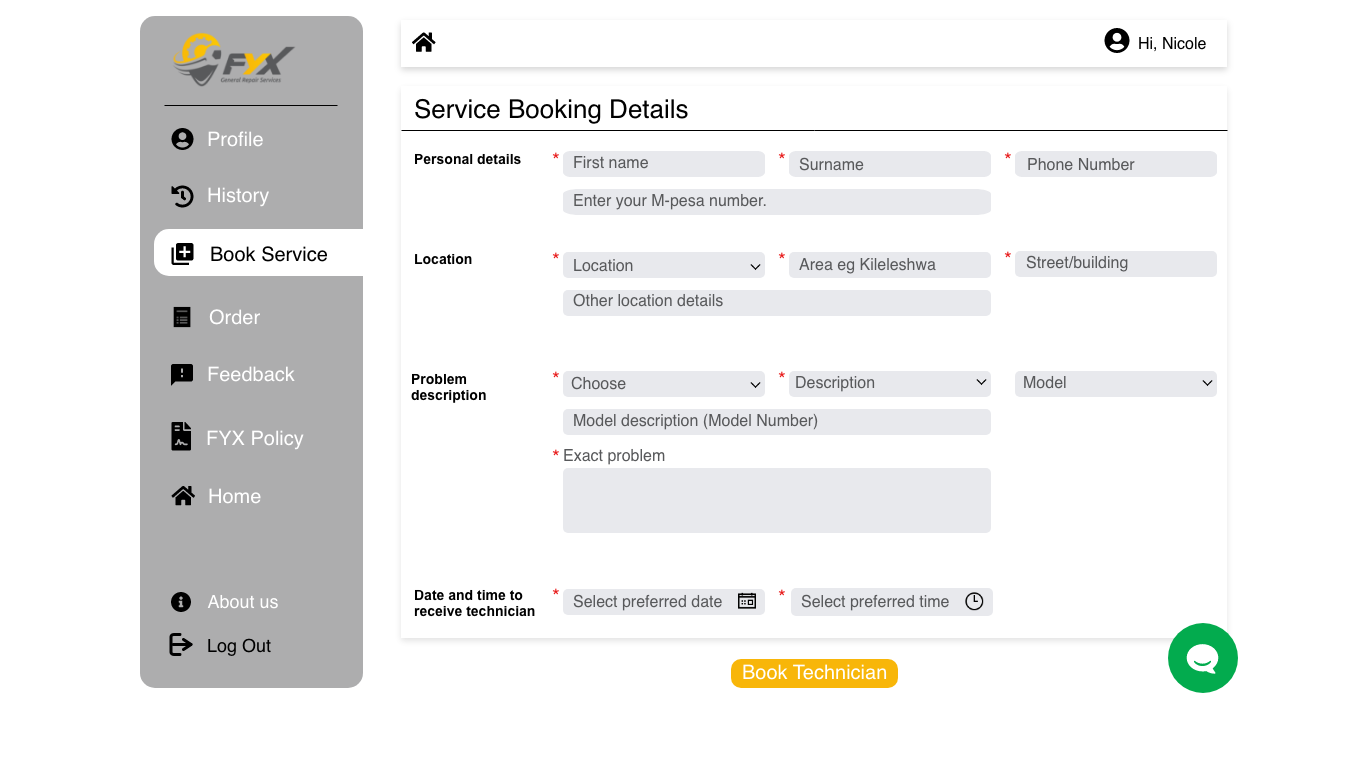 FYX
General Repair Services
Profile
History
Book Service
Order
Feedback
FYX Policy
Home
About us
Log Out
Hi, Nicole
Service Booking Details
Personal details
* First name
* Surname
* Phone Number
Enter your M-pesa number.
Location
* Location
* Area eg Kileleshwa
* Street/building
Other location details
Problem
description
* Choose
* Description
Model
Model description (Model Number)
* Exact problem
Date and time to
receive technician
* Select preferred date
* Select preferred time
Book Technician